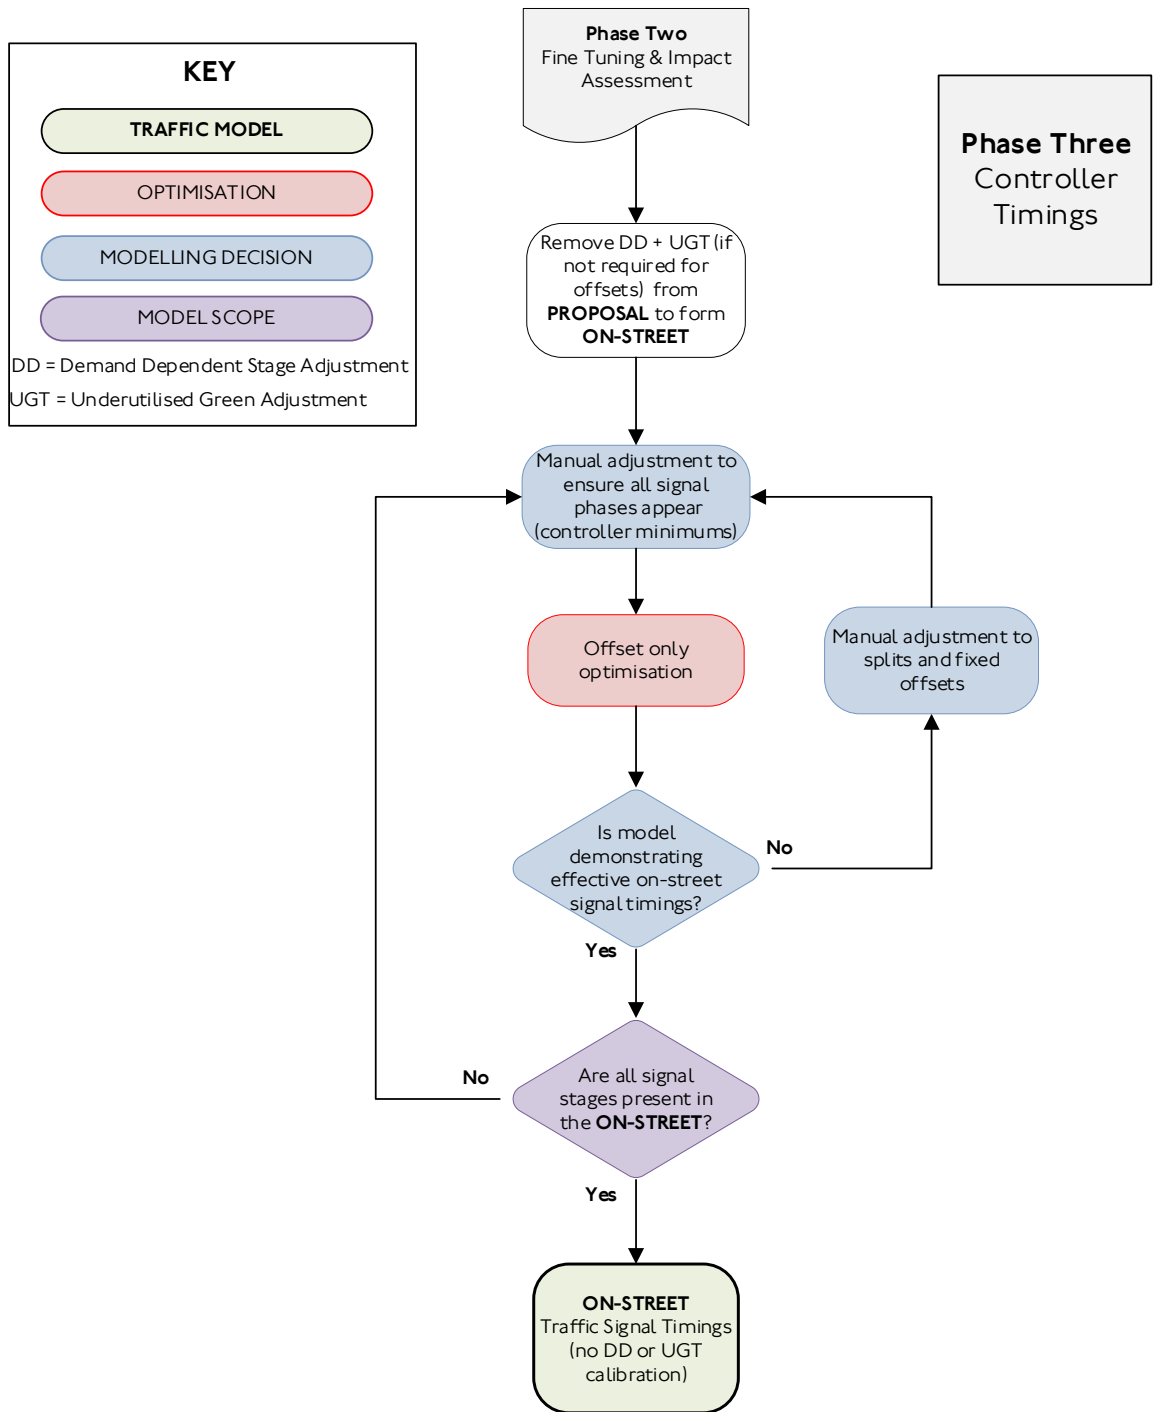 KEY
TRAFFIC MODEL
OPTIMISATION
MODELLING DECISION
MODEL SCOPE
DD = Demand Dependent Stage Adjustment
UGT = Underutilised Green Adjustment
Phase Two
Fine Tuning & Impact
Assessment
Phase Three
Controller
Timings
Remove DD + UGT (if
not required for
offsets) from
PROPOSAL to form
ON-STREET
Manual adjustment to
ensure all signal
phases appear
(controller minimums)
Offset only
optimisation
Manual adjustment to
splits and fixed
offsets
Is model
demonstrating
effective on-street
signal timings?
No
Yes
Are all signal
stages present in
the ON-STREET?
No
Yes
ON-STREET
Traffic Signal Timings
(no DD or UGT
calibration)